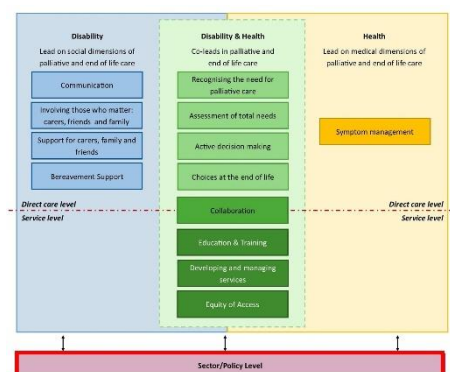 Disability
Lead on social dimensions of
palliative and end of life care
Communication
Involving those who matter:
carers, friends and family
Support for carers, family and
friends
Bereavement Support
Disability & Health
Co-leads in palliative and
end of life care
Recognising the need for
palliative care
Assessment of total needs
Active decision making
Choices at the end of life
Collaboration
Education & Training
Developing and managing
services
Equity of Access
Health
Lead on medical dimensions of
palliative and end of life care
Symptom management
Direct care level
Service level
Direct care level
Service level
Sector/Policy Level